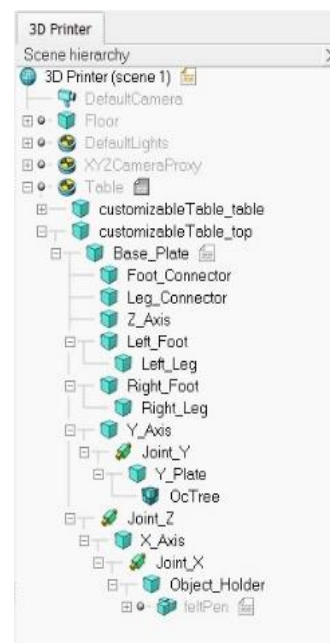 3D Printer
Scene hierarchy
3D Printer (scene 1)
DefaultCamera
Floor
DefaultLights
XYZCameraProxy
Table
customizableTable_table
customizableTable_top
Base_Plate
Foot_Connector
Leg_Connector
Z_Axis
Left_Foot
Left_Leg
Right_Foot
Right_Leg
Y_Axis
Joint_Y
Y_Plate
OcTree
Joint_Z
X_Axis
Joint_X
Object_Holder
feltPen